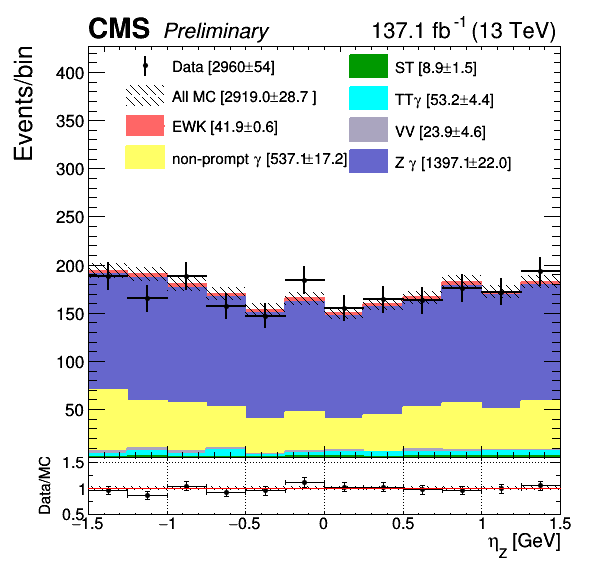 CMS Preliminary 137.1 fb⁻¹ (13 TeV)
Events/bin
400
350
300
250
200
150
100
50
Data [2960±54]
All MC [2919.0±28.7 ]
EWK [41.9±0.6]
non-prompt γ [537.1±17.2]
ST [8.9±1.5]
TTγ [53.2±4.4]
VV [23.9±4.6]
Z γ [1397.1±22.0]
Data/MC
1.5
1
0.5
-1.5 -1 -0.5 0 0.5 1 1.5
η_Z [GeV]